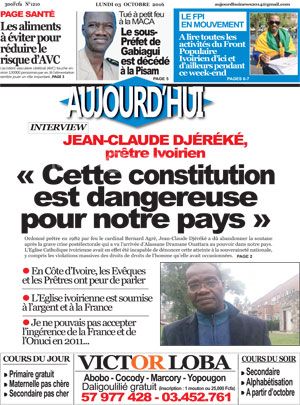 300Fcfa N°1210
LUNDI 03 OCTOBRE 2016
aujourdhuinews2014@gmail.com
PAGE SANTÉ
Les aliments
à éviter pour
réduire le
risque d'AVC
PAGE 3
Tué à petit feu
à la MACA
Le sous-
Préfet de
Gabiagui
est décédé
à la Pisam
PAGE 5
LE FPI
EN MOUVEMENT
A lire toutes les
activités du Front
Populaire
Ivoirien d'ici et
d'ailleurs pendant
ce week-end
PAGES 6-7
AUJOURD'HUI
INTERVIEW
JEAN-CLAUDE DJÉRÉKÉ,
prêtre Ivoirien
« Cette constitution
est dangereuse
pour notre pays »
Ordonné prêtre en 1982 par feu le cardinal Bernard Agré, Jean-Claude Djéréké a dû abandonner la soutane
après la grave crise postélectorale qui a vu l'arrivée d'Alassane Dramane Ouattara au pouvoir dans notre pays.
L'Eglise Catholique ivoirienne avait en effet été incapable de dénoncer cette atteinte à la souveraineté nationale,
y compris les violations massives des droits de droits de l'homme qu'elle avait occasionnées. PAGE 2
En Côte d'Ivoire, les Evêques
et les Prêtres ont peur de parler
L'Eglise ivoirienne est soumise
à l'argent et à la France
Je ne pouvais pas accepter
l'ingérence de la France et de
l'Onuci en 2011...
COURS DU JOUR
Primaire gratuit
Maternelle pas chère
Secondaire pas cher
VICTOR LOBA
Abobo - Cocody - Marcory - Yopougon
Daligoulilé gratuit (Inscription : 1 mouton ou 25,000 Fcfs)
57 977 428 - 03.452.761
COURS DU SOIR
Secondaire
Alphabétisation
A partir d'octobre